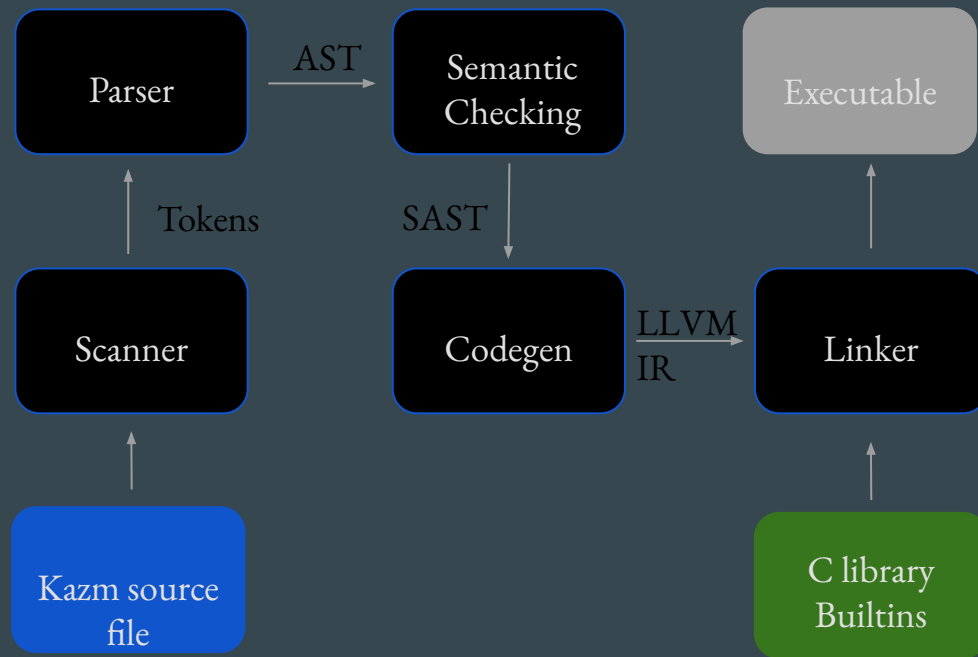 Parser
AST
Semantic
Checking
Executable
Tokens
SAST
Scanner
Codegen
LLVM
IR
Linker
Kazm source
file
C library
Builtins